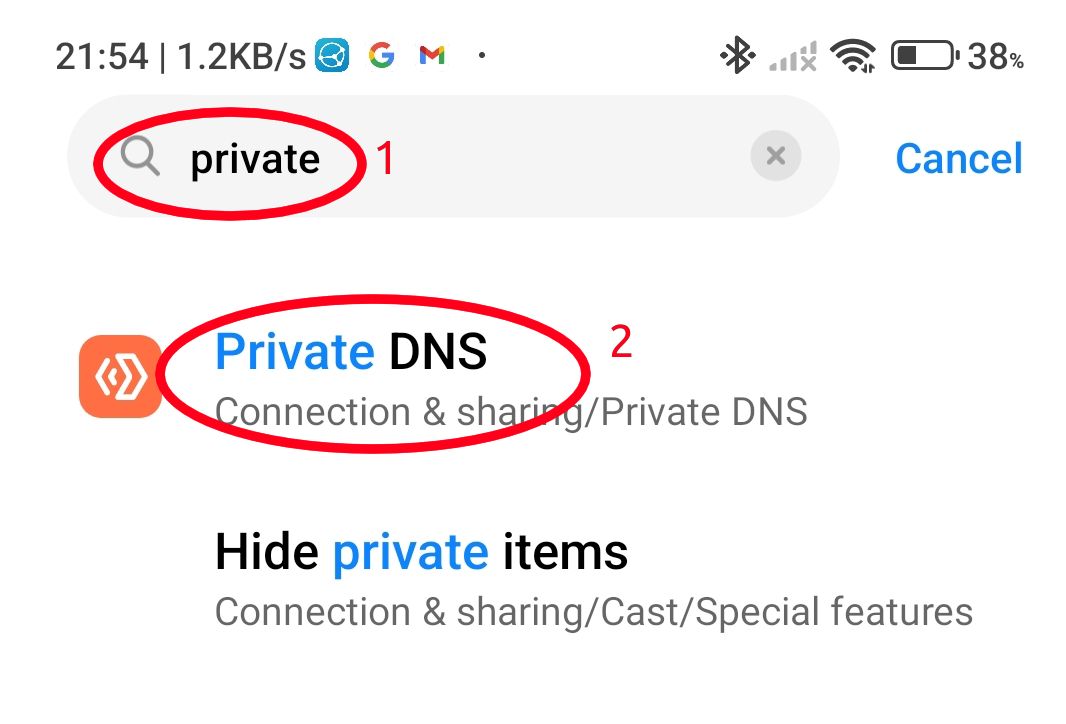 21:54 | 1.2KB/s 38%
private 1 Cancel
Private DNS 2
Connection & sharing/Private DNS
Hide private items
Connection & sharing/Cast/Special features